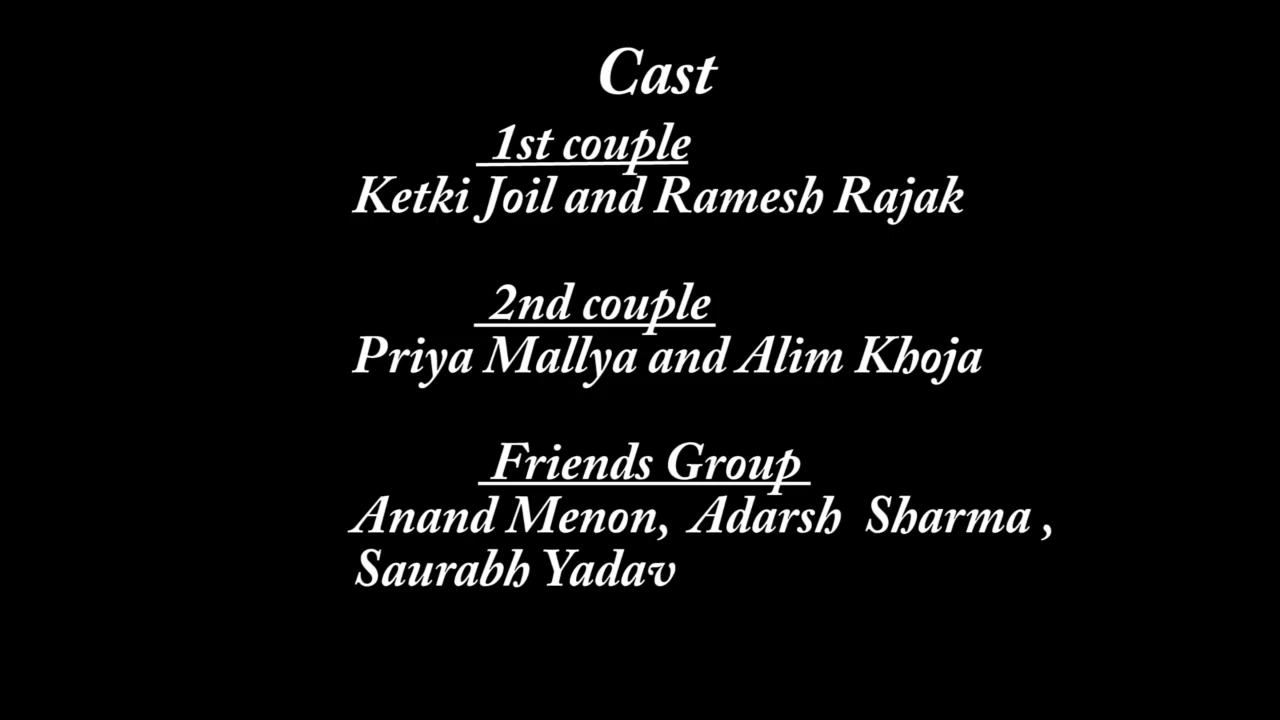 Cast
1st couple
Ketki Joil and Ramesh Rajak
2nd couple
Priya Mallya and Alim Khoja
Friends Group
Anand Menon, Adarsh Sharma ,
Saurabh Yadav